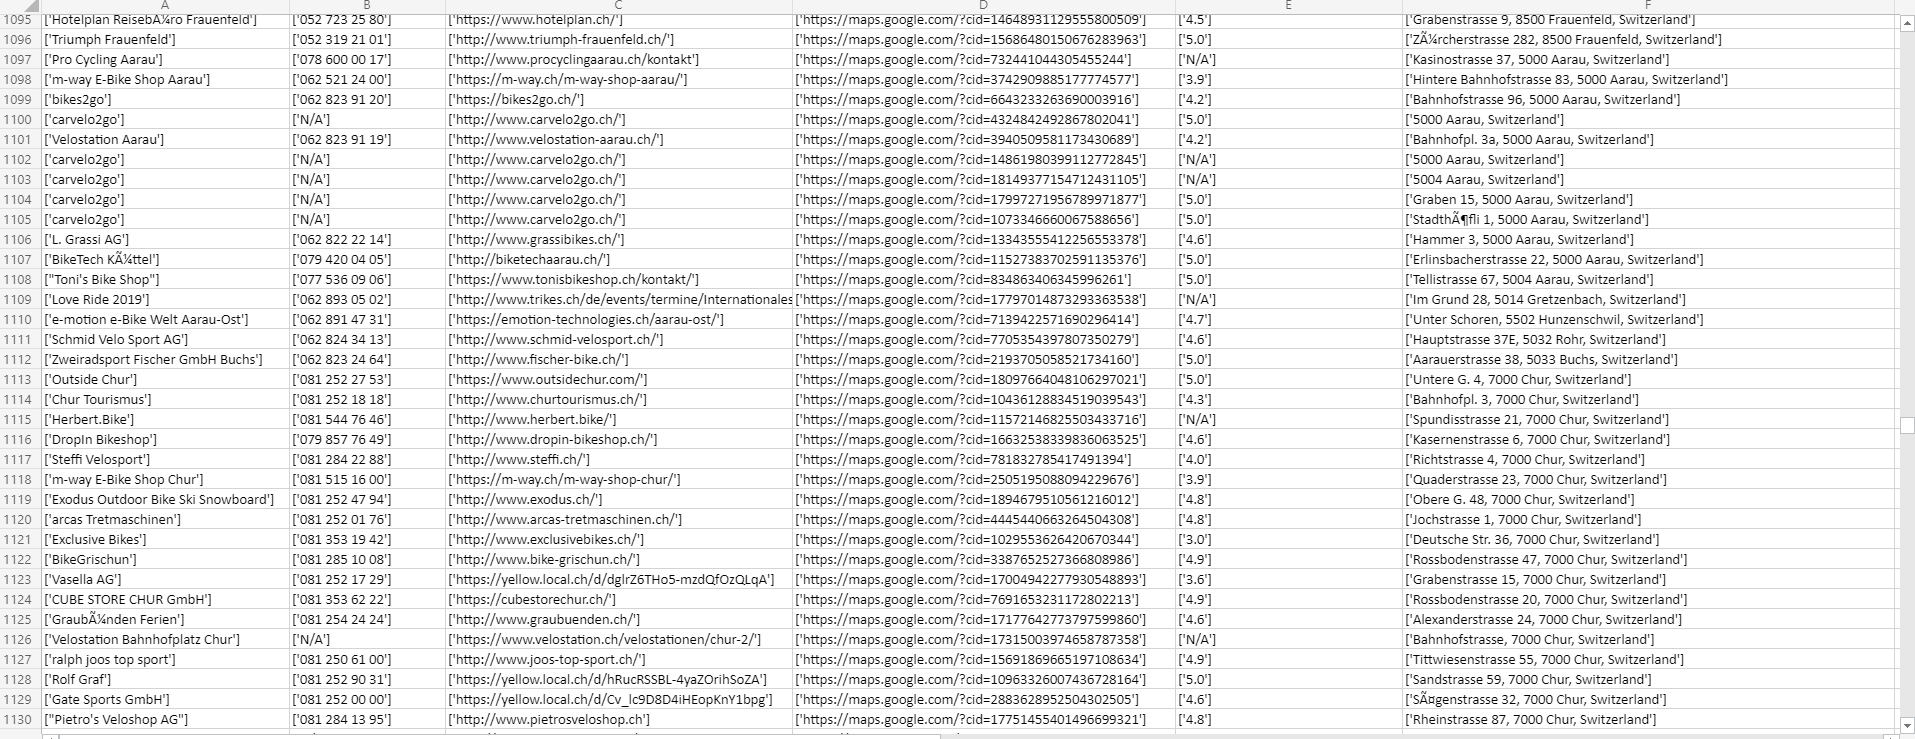 A B C D E F
1095 ['Hotelplan ReisebÃ¼ro Frauenfeld'] ['052 723 25 80'] ['https://www.hotelplan.ch/'] ['https://maps.google.com/?cid=14648931129555800509'] ['4.5'] ['Grabenstrasse 9, 8500 Frauenfeld, Switzerland']
1096 ['Triumph Frauenfeld'] ['052 319 21 01'] ['http://www.triumph-frauenfeld.ch/'] ['https://maps.google.com/?cid=15686480150676283963'] ['5.0'] ['ZÃ¼rcherstrasse 282, 8500 Frauenfeld, Switzerland']
1097 ['Pro Cycling Aarau'] ['078 600 00 17'] ['http://www.procyclingaarau.ch/kontakt'] ['https://maps.google.com/?cid=732441044305455244'] ['N/A'] ['Kasinostrasse 37, 5000 Aarau, Switzerland']
1098 ['m-way E-Bike Shop Aarau'] ['062 521 24 00'] ['https://m-way.ch/m-way-shop-aarau/'] ['https://maps.google.com/?cid=3742909885177774577'] ['3.9'] ['Hintere Bahnhofstrasse 83, 5000 Aarau, Switzerland']
1099 ['bikes2go'] ['062 823 91 20'] ['https://bikes2go.ch/'] ['https://maps.google.com/?cid=6643233263690003916'] ['4.2'] ['Bahnhofstrasse 96, 5000 Aarau, Switzerland']
1100 ['carvelo2go'] ['N/A'] ['http://www.carvelo2go.ch/'] ['https://maps.google.com/?cid=4324842492867802041'] ['5.0'] ['5000 Aarau, Switzerland']
1101 ['Velostation Aarau'] ['062 823 91 19'] ['http://www.velostation-aarau.ch/'] ['https://maps.google.com/?cid=3940509581173430689'] ['4.2'] ['Bahnhofpl. 3a, 5000 Aarau, Switzerland']
1102 ['carvelo2go'] ['N/A'] ['http://www.carvelo2go.ch/'] ['https://maps.google.com/?cid=14861980399112772845'] ['N/A'] ['5000 Aarau, Switzerland']
1103 ['carvelo2go'] ['N/A'] ['http://www.carvelo2go.ch/'] ['https://maps.google.com/?cid=18149377154712431105'] ['N/A'] ['5004 Aarau, Switzerland']
1104 ['carvelo2go'] ['N/A'] ['http://www.carvelo2go.ch/'] ['https://maps.google.com/?cid=17997271956789971877'] ['5.0'] ['Graben 15, 5000 Aarau, Switzerland']
1105 ['carvelo2go'] ['N/A'] ['http://www.carvelo2go.ch/'] ['https://maps.google.com/?cid=1073346660067588656'] ['5.0'] ['StadthÃ¶fli 1, 5000 Aarau, Switzerland']
1106 ['L. Grassi AG'] ['062 822 22 14'] ['http://www.grassibikes.ch/'] ['https://maps.google.com/?cid=13343555412256553378'] ['4.6'] ['Hammer 3, 5000 Aarau, Switzerland']
1107 ['BikeTech KÃ¼ttel'] ['079 420 04 05'] ['http://biketechaarau.ch/'] ['https://maps.google.com/?cid=11527383702591135376'] ['5.0'] ['Erlinsbacherstrasse 22, 5000 Aarau, Switzerland']
1108 ["Toni's Bike Shop"] ['077 536 09 06'] ['https://www.tonisbikeshop.ch/kontakt/'] ['https://maps.google.com/?cid=834863406345996261'] ['5.0'] ['Tellistrasse 67, 5004 Aarau, Switzerland']
1109 ['Love Ride 2019'] ['062 893 05 02'] ['http://www.trikes.ch/de/events/termine/Internationales ['https://maps.google.com/?cid=17797014873293363538'] ['N/A'] ['Im Grund 28, 5014 Gretzenbach, Switzerland']
1110 ['e-motion e-Bike Welt Aarau-Ost'] ['062 891 47 31'] ['https://emotion-technologies.ch/aarau-ost/'] ['https://maps.google.com/?cid=7139422571690296414'] ['4.7'] ['Unter Schoren, 5502 Hunzenschwil, Switzerland']
1111 ['Schmid Velo Sport AG'] ['062 824 34 13'] ['http://www.schmid-velosport.ch/'] ['https://maps.google.com/?cid=7705354397807350279'] ['4.6'] ['Hauptstrasse 37E, 5032 Rohr, Switzerland']
1112 ['Zweiradsport Fischer GmbH Buchs'] ['062 823 24 64'] ['http://www.fischer-bike.ch/'] ['https://maps.google.com/?cid=2193705058521734160'] ['5.0'] ['Aarauerstrasse 38, 5033 Buchs, Switzerland']
1113 ['Outside Chur'] ['081 252 27 53'] ['https://www.outsidechur.com/'] ['https://maps.google.com/?cid=18097664048106297021'] ['5.0'] ['Untere G. 4, 7000 Chur, Switzerland']
1114 ['Chur Tourismus'] ['081 252 18 18'] ['http://www.churtourismus.ch/'] ['https://maps.google.com/?cid=10436128834519039543'] ['4.3'] ['Bahnhofpl. 3, 7000 Chur, Switzerland']
1115 ['Herbert.Bike'] ['081 544 76 46'] ['http://www.herbert.bike/'] ['https://maps.google.com/?cid=11572146825503433716'] ['N/A'] ['Spundisstrasse 21, 7000 Chur, Switzerland']
1116 ['DropIn Bikeshop'] ['079 857 76 49'] ['http://www.dropin-bikeshop.ch/'] ['https://maps.google.com/?cid=16632538339836063525'] ['4.6'] ['Kasernenstrasse 6, 7000 Chur, Switzerland']
1117 ['Steffi Velosport'] ['081 284 22 88'] ['http://www.steffi.ch/'] ['https://maps.google.com/?cid=781832785417491394'] ['4.0'] ['Richtstrasse 4, 7000 Chur, Switzerland']
1118 ['m-way E-Bike Shop Chur'] ['081 515 16 00'] ['https://m-way.ch/m-way-shop-chur/'] ['https://maps.google.com/?cid=2505195088094229676'] ['3.9'] ['Quaderstrasse 23, 7000 Chur, Switzerland']
1119 ['Exodus Outdoor Bike Ski Snowboard'] ['081 252 47 94'] ['http://www.exodus.ch/'] ['https://maps.google.com/?cid=1894679510561216012'] ['4.8'] ['Obere G. 48, 7000 Chur, Switzerland']
1120 ['arcas Tretmaschinen'] ['081 252 01 76'] ['http://www.arcas-tretmaschinen.ch/'] ['https://maps.google.com/?cid=4445440663264504308'] ['4.8'] ['Jochstrasse 1, 7000 Chur, Switzerland']
1121 ['Exclusive Bikes'] ['081 353 19 42'] ['http://www.exclusivebikes.ch/'] ['https://maps.google.com/?cid=1029553626420670344'] ['3.0'] ['Deutsche Str. 36, 7000 Chur, Switzerland']
1122 ['BikeGrischun'] ['081 285 10 08'] ['http://www.bike-grischun.ch/'] ['https://maps.google.com/?cid=3387652527366808986'] ['4.9'] ['Rossbodenstrasse 47, 7000 Chur, Switzerland']
1123 ['Vasella AG'] ['081 252 17 29'] ['https://yellow.local.ch/d/dglrZ6THo5-mzdQfOzQLqA'] ['https://maps.google.com/?cid=17004942277930548893'] ['3.6'] ['Grabenstrasse 15, 7000 Chur, Switzerland']
1124 ['CUBE STORE CHUR GmbH'] ['081 353 62 22'] ['https://cubestorechur.ch/'] ['https://maps.google.com/?cid=7691653231172802213'] ['4.9'] ['Rossbodenstrasse 20, 7000 Chur, Switzerland']
1125 ['GraubÃ¼nden Ferien'] ['081 254 24 24'] ['http://www.graubuenden.ch/'] ['https://maps.google.com/?cid=17177642773797599860'] ['4.6'] ['Alexanderstrasse 24, 7000 Chur, Switzerland']
1126 ['Velostation Bahnhofplatz Chur'] ['N/A'] ['https://www.velostation.ch/velostationen/chur-2/'] ['https://maps.google.com/?cid=17315003974658787358'] ['N/A'] ['Bahnhofstrasse, 7000 Chur, Switzerland']
1127 ['ralph joos top sport'] ['081 250 61 00'] ['http://www.joos-top-sport.ch/'] ['https://maps.google.com/?cid=15691869665197108634'] ['4.9'] ['Tittwiesenstrasse 55, 7000 Chur, Switzerland']
1128 ['Rolf Graf'] ['081 252 90 31'] ['https://yellow.local.ch/d/hRucRSSBL-4yaZOrihSoZA'] ['https://maps.google.com/?cid=10963326007436728164'] ['5.0'] ['Sandstrasse 59, 7000 Chur, Switzerland']
1129 ['Gate Sports GmbH'] ['081 252 00 00'] ['https://yellow.local.ch/d/Cv_lc9D8D4iHEopKnY1bpg'] ['https://maps.google.com/?cid=2883628952504302505'] ['4.6'] ['SÃ¤genstrasse 32, 7000 Chur, Switzerland']
1130 ["Pietro's Veloshop AG"] ['081 284 13 95'] ['http://www.pietrosveloshop.ch'] ['https://maps.google.com/?cid=17751455401496699321'] ['4.8'] ['Rheinstrasse 87, 7000 Chur, Switzerland']